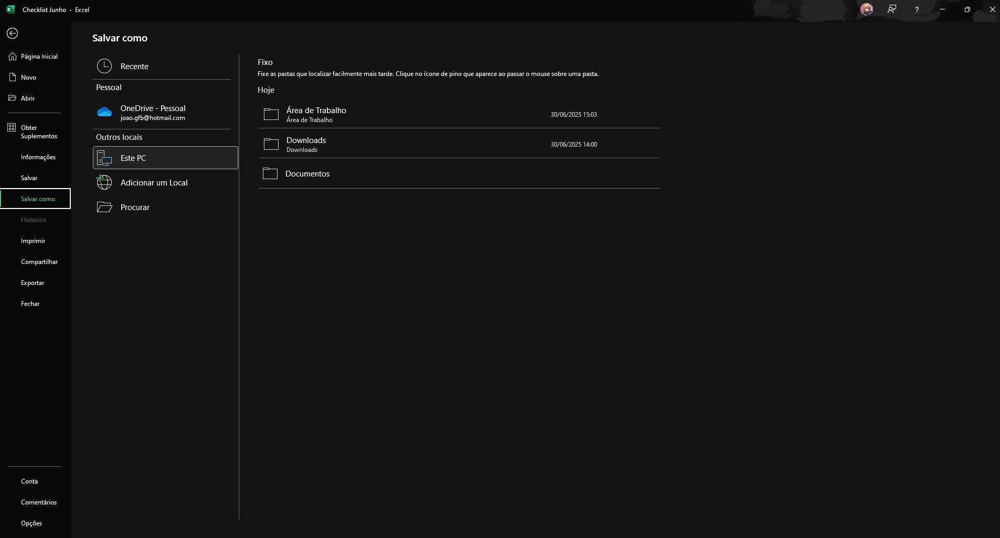 Checklist Junho - Excel
?
Página Inicial
Novo
Abrir
Obter
Suplementos
Informações
Salvar
Salvar como
Histórico
Imprimir
Compartilhar
Exportar
Fechar
Conta
Comentários
Opções
Salvar como
Recente
Pessoal
OneDrive - Pessoal
joao.gfb@hotmail.com
Outros locais
Este PC
Adicionar um Local
Procurar
Fixo
Fixe as pastas que localizar facilmente mais tarde. Clique no ícone de pino que aparece ao passar o mouse sobre uma pasta.
Hoje
Área de Trabalho
Área de Trabalho
30/06/2025 15:03
Downloads
Downloads
30/06/2025 14:00
Documentos